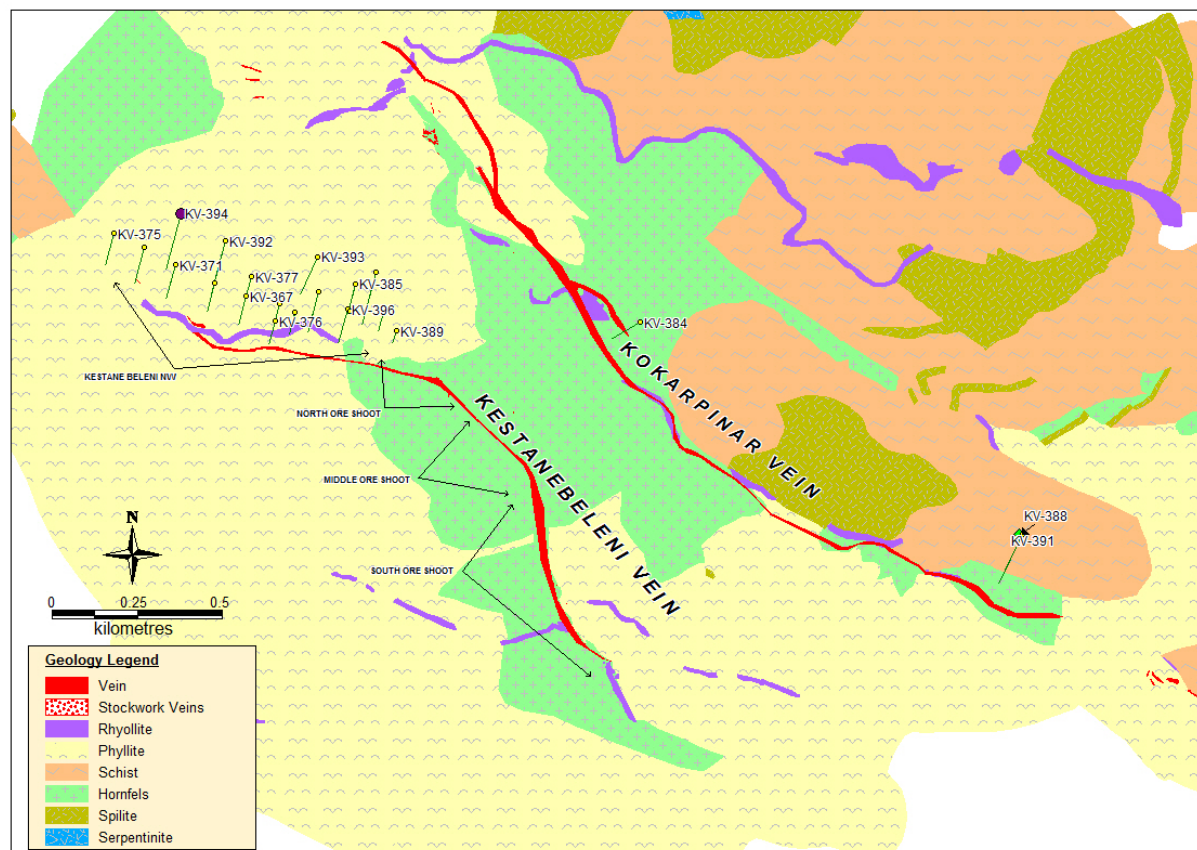 KV-394
KV-375
KV-392
KV-393
KV-371
KV-377
KV-385
KV-367
KV-396
KV-376
KV-389
KV-384
KOKARPINAR VEIN
KESTANE BELENI NW
NORTH ORE SHOOT
KESTANEBELENI VEIN
MIDDLE ORE SHOOT
KV-388
KV-391
SOUTH ORE SHOOT
N
0 0.25 0.5
kilometres
Geology Legend
Vein
Stockwork Veins
Rhyollite
Phyllite
Schist
Hornfels
Spilite
Serpentinite